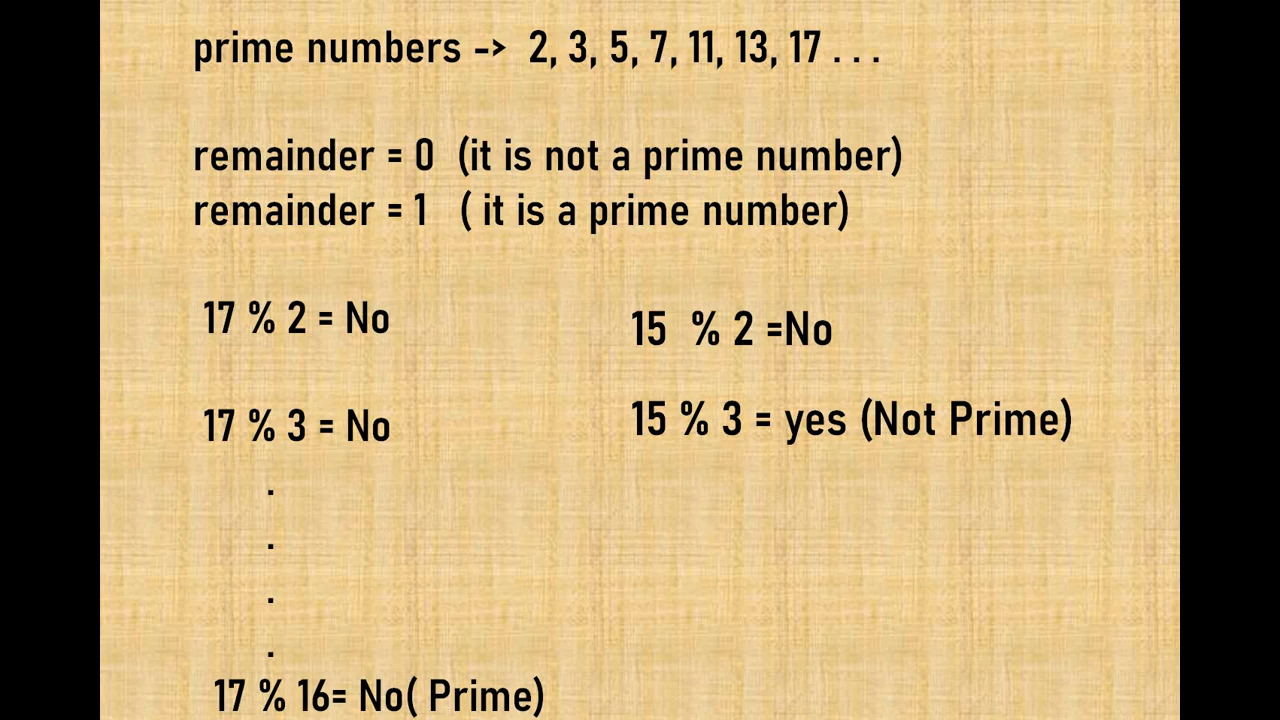 prime numbers -> 2, 3, 5, 7, 11, 13, 17 . . .
remainder = 0 (it is not a prime number)
remainder = 1 ( it is a prime number)
17 % 2 = No
15 % 2 =No
17 % 3 = No
15 % 3 = yes (Not Prime)
.
.
.
.
17 % 16= No( Prime)